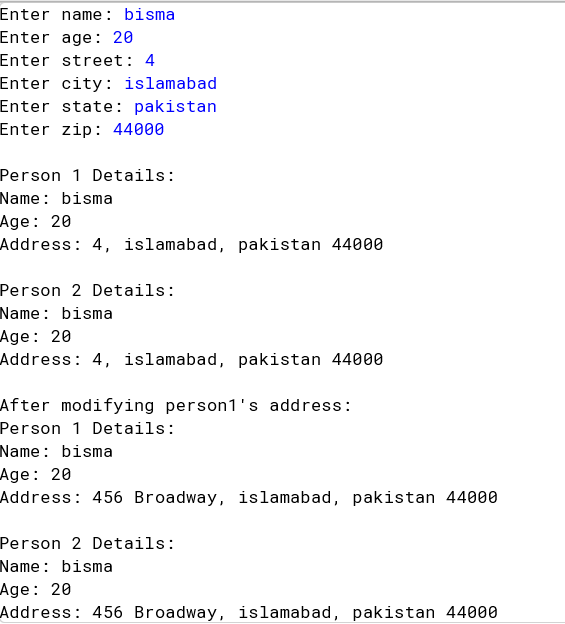 Enter name: bisma
Enter age: 20
Enter street: 4
Enter city: islamabad
Enter state: pakistan
Enter zip: 44000

Person 1 Details:
Name: bisma
Age: 20
Address: 4, islamabad, pakistan 44000

Person 2 Details:
Name: bisma
Age: 20
Address: 4, islamabad, pakistan 44000

After modifying person1's address:
Person 1 Details:
Name: bisma
Age: 20
Address: 456 Broadway, islamabad, pakistan 44000

Person 2 Details:
Name: bisma
Age: 20
Address: 456 Broadway, islamabad, pakistan 44000